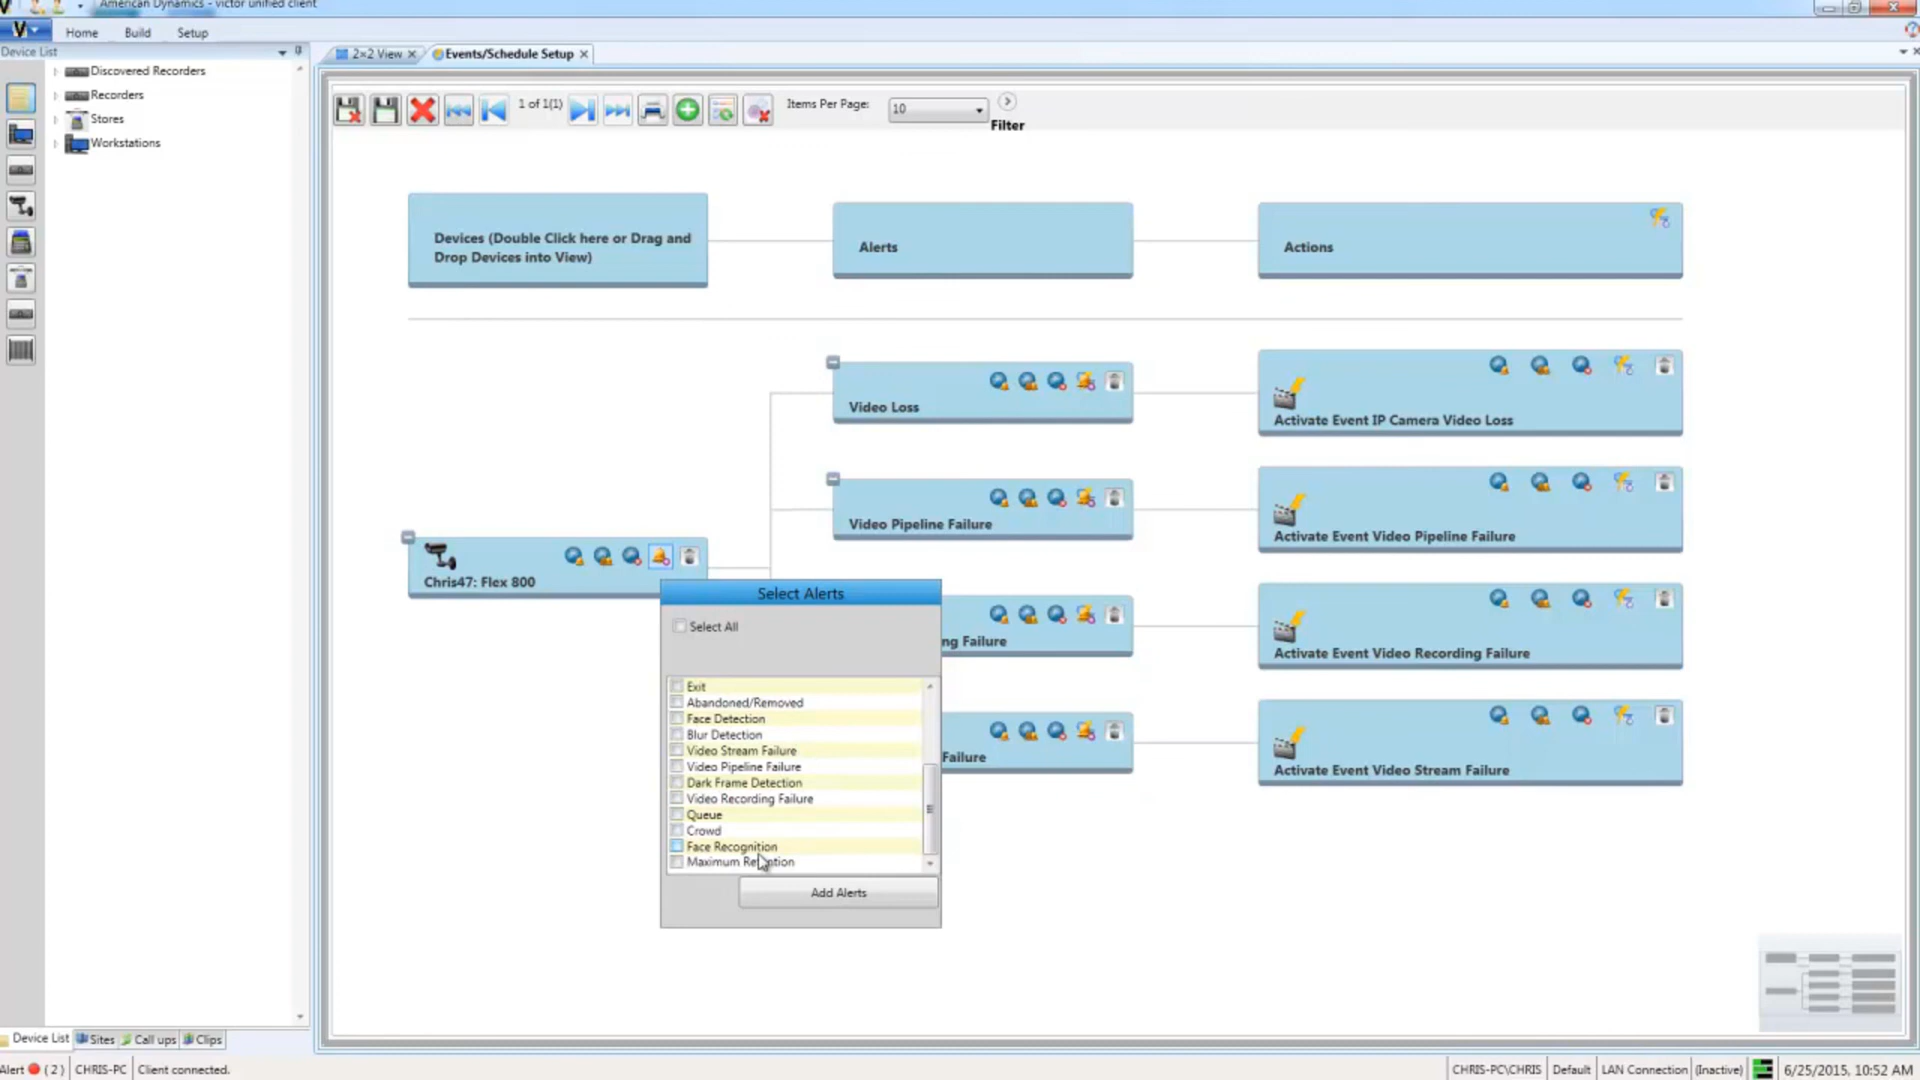 American Dynamics - victor unified client
Home
Build
Setup
Device List
Discovered Recorders
Recorders
Stores
Workstations
2×2 View
Events/Schedule Setup
1 of 1(1)
Items Per Page:
10
Filter
Devices (Double Click here or Drag and
Drop Devices into View)
Alerts
Actions
Video Loss
Activate Event IP Camera Video Loss
Video Pipeline Failure
Activate Event Video Pipeline Failure
Chris47: Flex 800
ng Failure
Activate Event Video Recording Failure
Failure
Activate Event Video Stream Failure
Select Alerts
Select All
Exit
Abandoned/Removed
Face Detection
Blur Detection
Video Stream Failure
Video Pipeline Failure
Dark Frame Detection
Video Recording Failure
Queue
Crowd
Face Recognition
Maximum
Add Alerts
Device List
Sites
Call ups
Clips
Alert
(2)
CHRIS-PC
Client connected.
CHRIS-PC\CHRIS
Default
LAN Connection
(Inactive)
6/25/2015, 10:52 AM